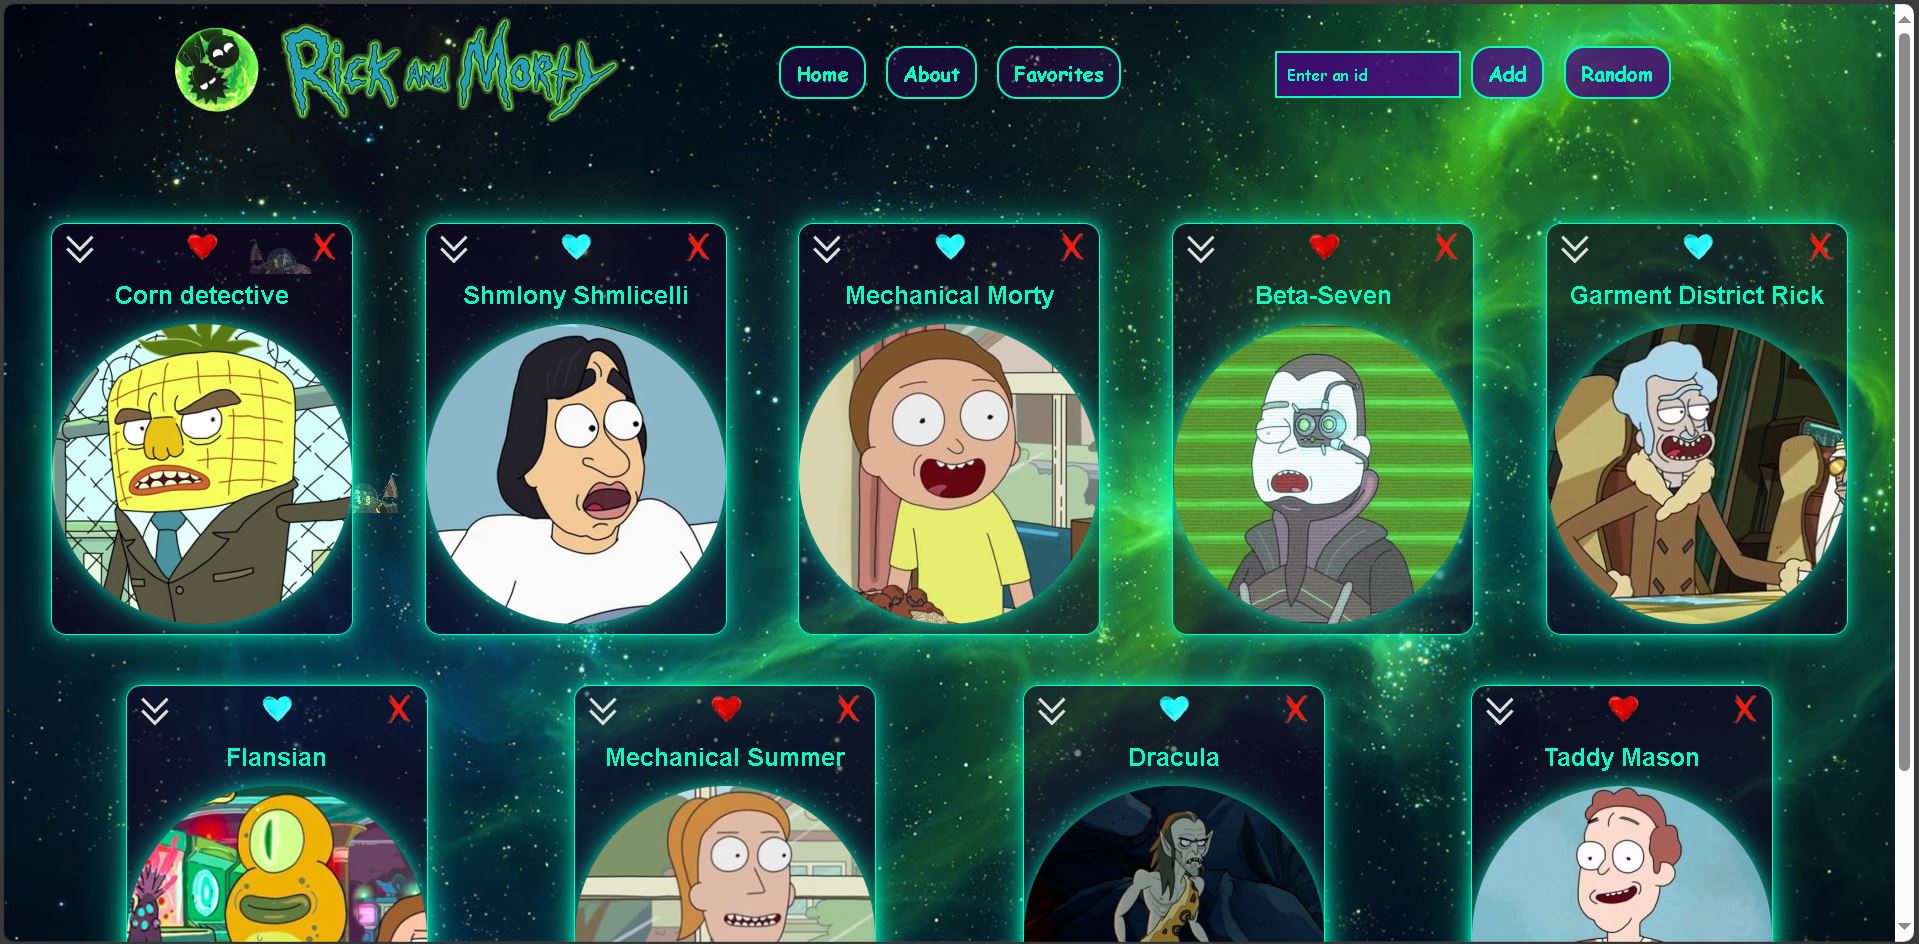 Rick and Morty
Home
About
Favorites
Enter an id
Add
Random
X
X
X
X
X
Corn detective
Shmlony Shmlicelli
Mechanical Morty
Beta-Seven
Garment District Rick
X
X
X
X
Flansian
Mechanical Summer
Dracula
Taddy Mason